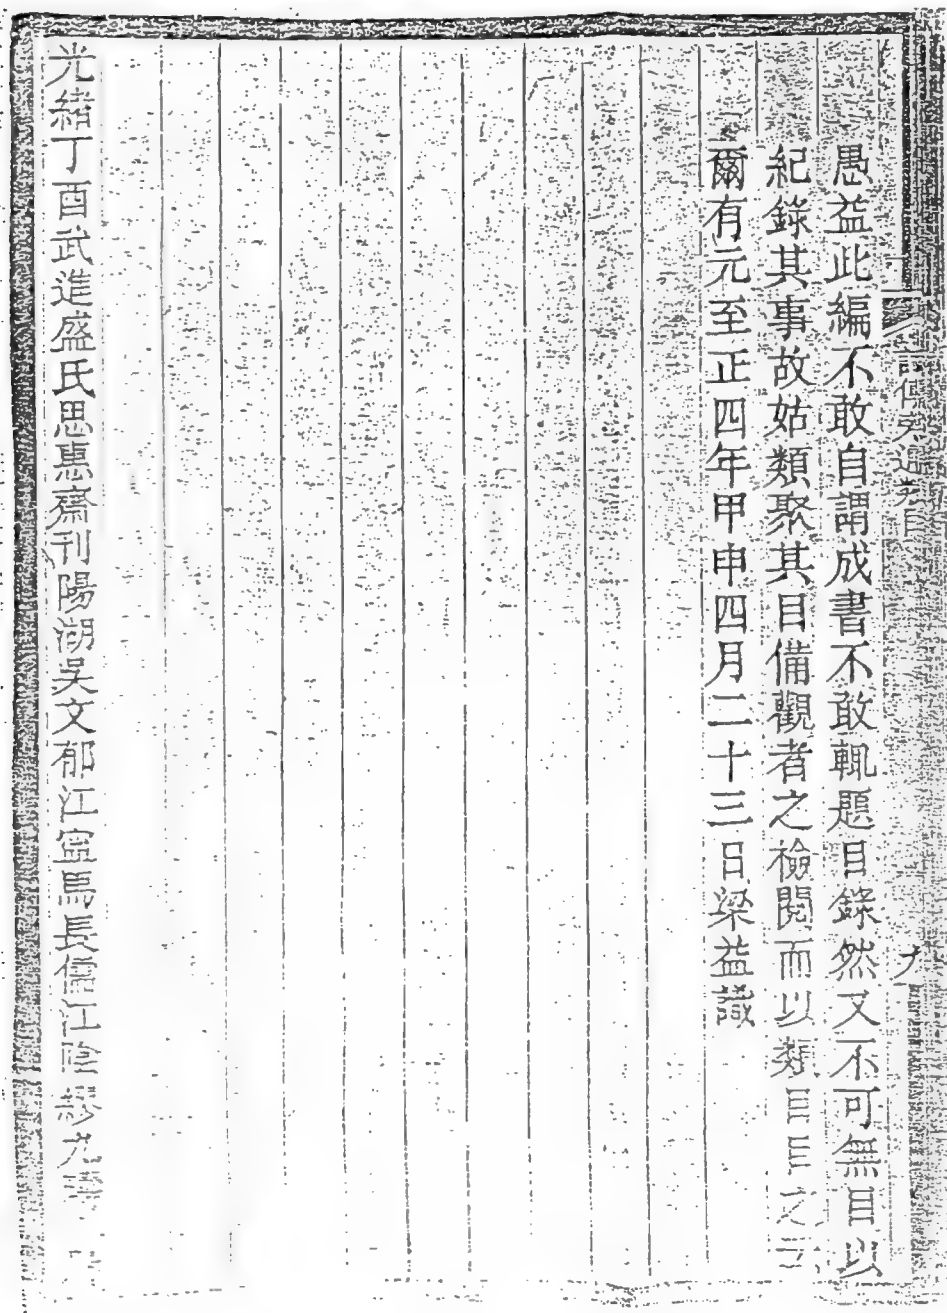 愚益此編不敢自謂成書不敢輒題目錄然又不可無目以
紀錄其事故姑類聚其目備觀者之檢閱而以類目目之云
爾有元至正四年甲申四月二十三日梁益識
光緒丁酉武進盛氏思惠齋刊陽湖吳文郁江寧馬長儒江陰繆九疇